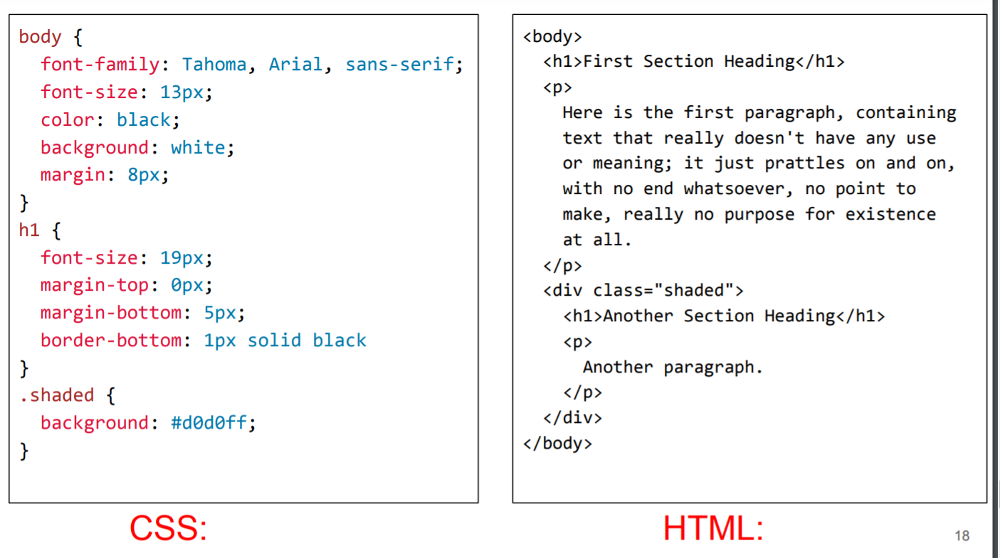 body {
  font-family: Tahoma, Arial, sans-serif;
  font-size: 13px;
  color: black;
  background: white;
  margin: 8px;
}
h1 {
  font-size: 19px;
  margin-top: 0px;
  margin-bottom: 5px;
  border-bottom: 1px solid black
}
.shaded {
  background: #d0d0ff;
}
CSS:
<body>
  <h1>First Section Heading</h1>
  <p>
    Here is the first paragraph, containing
    text that really doesn't have any use
    or meaning; it just prattles on and on,
    with no end whatsoever, no point to
    make, really no purpose for existence
    at all.
  </p>
  <div class="shaded">
    <h1>Another Section Heading</h1>
    <p>
      Another paragraph.
    </p>
  </div>
</body>
HTML:
18